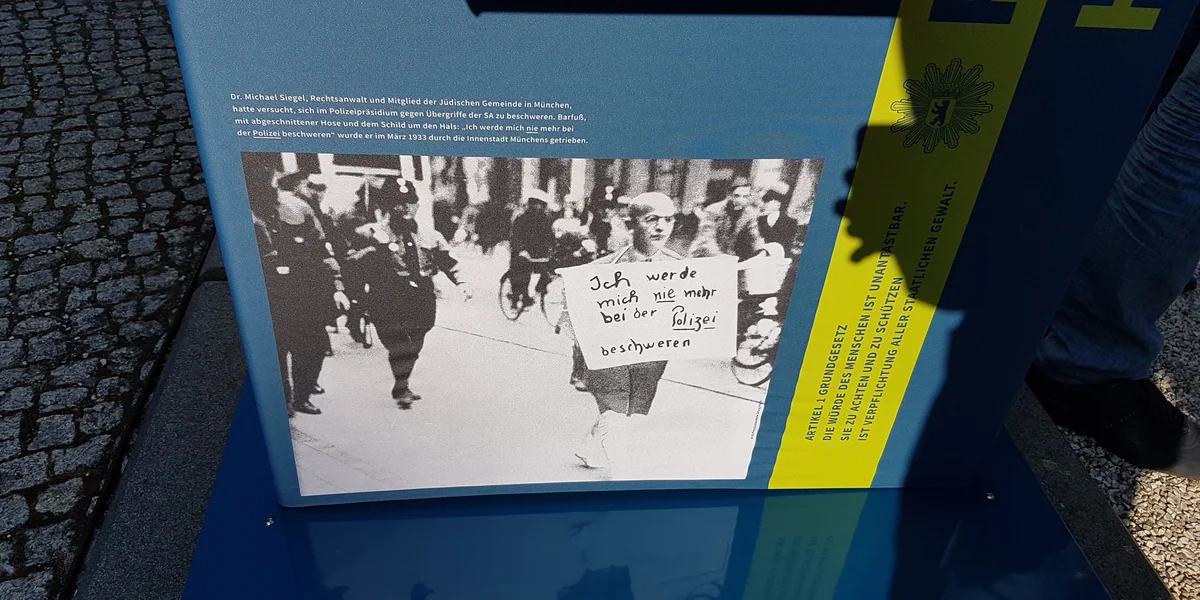 Dr. Michael Siegel, Rechtsanwalt und Mitglied der Jüdischen Gemeinde in München,
hatte versucht, sich im Polizeipräsidium gegen Übergriffe der SA zu beschweren. Barfuß,
mit abgeschnittener Hose und dem Schild um den Hals: „Ich werde mich nie mehr bei
der Polizei beschweren“ wurde er im März 1933 durch die Innenstadt Münchens getrieben.
Ich werde
mich nie mehr
bei der Polizei
beschweren
ARTIKEL 1 GRUNDGESETZ
DIE WÜRDE DES MENSCHEN IST UNANTASTBAR.
SIE ZU ACHTEN UND ZU SCHÜTZEN
IST VERPFLICHTUNG ALLER STAATLICHEN GEWALT.